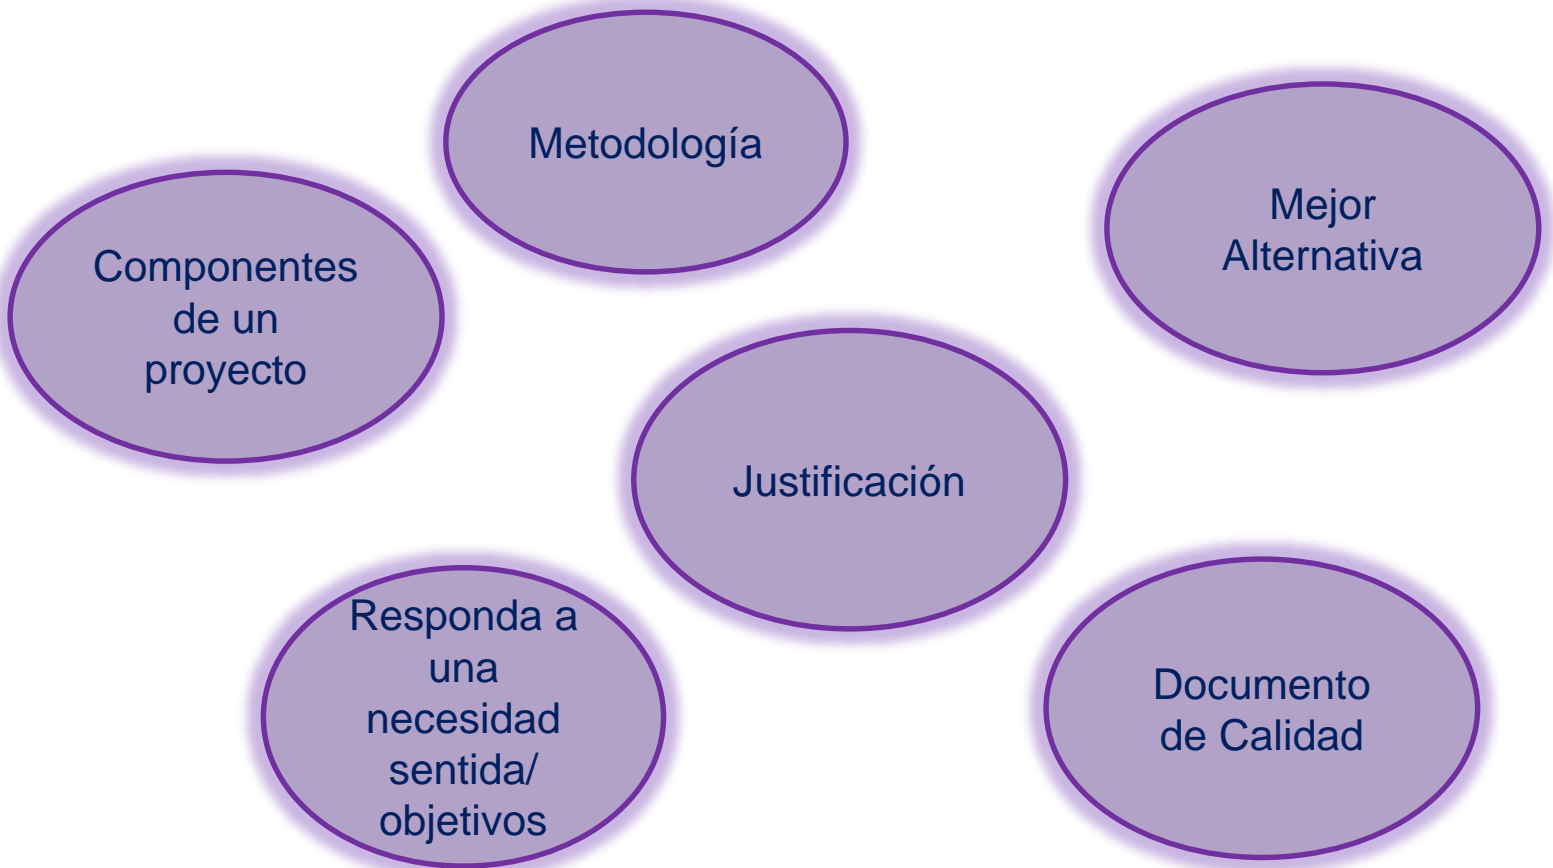 Metodología
Mejor
Alternativa
Componentes
de un
proyecto
Justificación
Responda a
una
necesidad
sentida/
objetivos
Documento
de Calidad